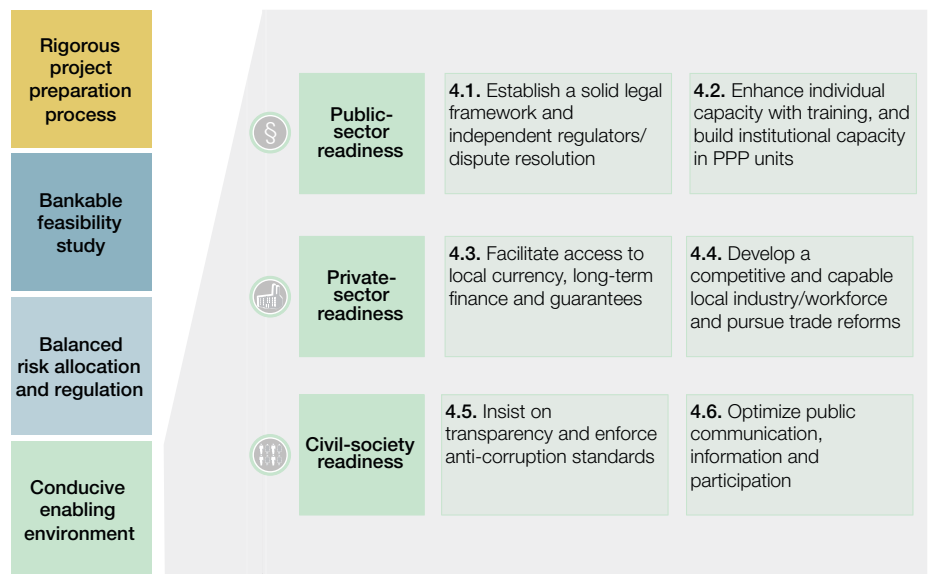 Rigorous
project
preparation
process
Bankable
feasibility
study
Balanced
risk allocation
and regulation
Conducive
enabling
environment
§
Public-
sector
readiness
4.1. Establish a solid legal
framework and
independent regulators/
dispute resolution
4.2. Enhance individual
capacity with training, and
build institutional capacity
in PPP units
Private-
sector
readiness
4.3. Facilitate access to
local currency, long-term
finance and guarantees
4.4. Develop a
competitive and capable
local industry/workforce
and pursue trade reforms
Civil-society
readiness
4.5. Insist on
transparency and enforce
anti-corruption standards
4.6. Optimize public
communication,
information and
participation